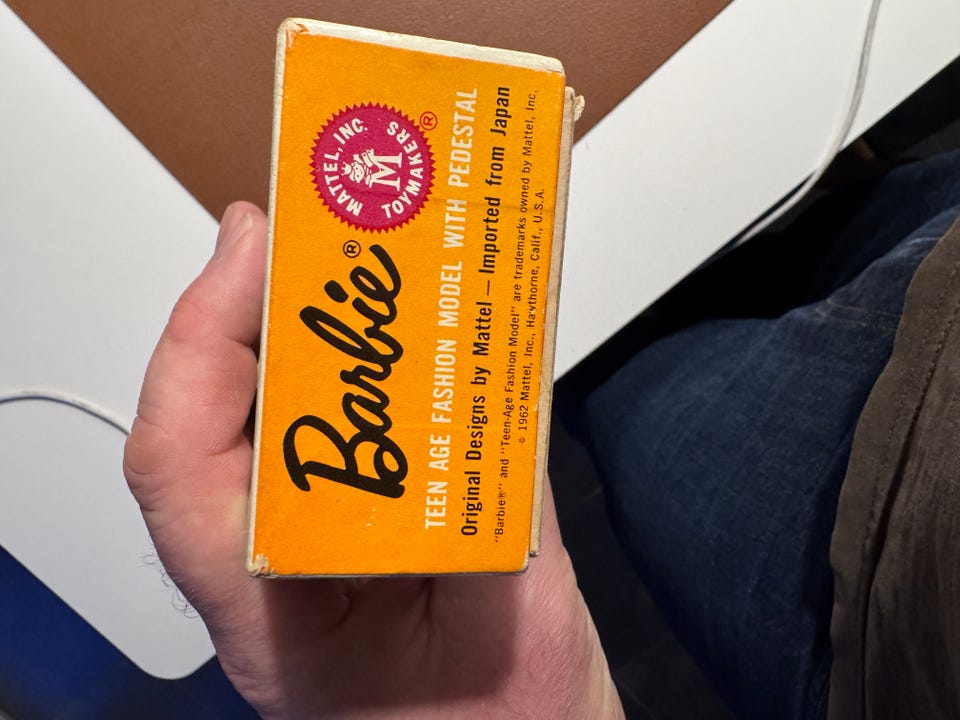 Barbie®
MATTEL, INC.
M
TOYMAKERS
®
TEEN AGE FASHION MODEL WITH PEDESTAL
Original Designs by Mattel — Imported from Japan
"Barbie®" and "Teen-Age Fashion Model" are trademarks owned by Mattel, Inc.
© 1962 Mattel, Inc., Hawthorne, Calif., U.S.A.